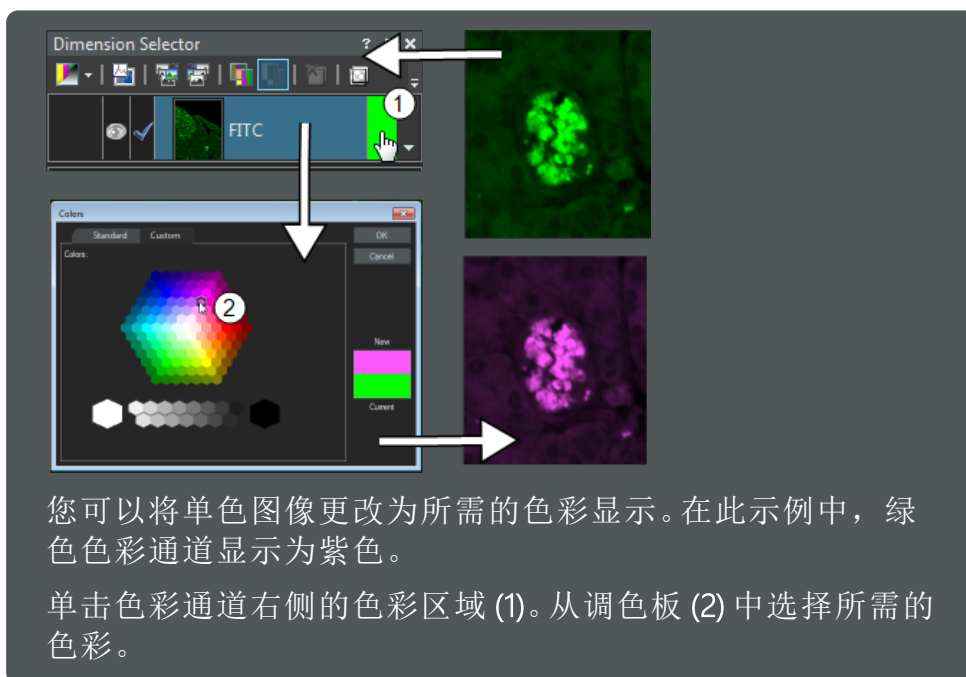 Dimension Selector
? x
1
FITC
Colors
Standard Custom
OK
Colors:
Cancel
2
New
Current
您可以将单色图像更改为所需的色彩显示。在此示例中，绿
色色彩通道显示为紫色。
单击色彩通道右侧的色彩区域 (1)。从调色板 (2) 中选择所需的
色彩。